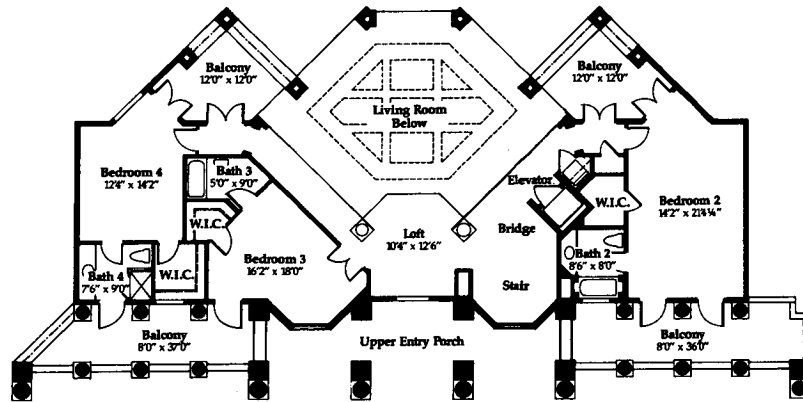 Balcony
12'0" x 12'0"
Balcony
12'0" x 12'0"
Living Room
Below
Bedroom 4
12'4" x 14'2"
Bath 3
5'0" x 9'0"
Elevator
W.I.C.
Bedroom 2
14'2" x 21'4¼"
W.I.C.
Loft
10'4" x 12'6"
Bridge
Bedroom 3
16'2" x 18'0"
Bath 2
8'6" x 8'0"
Bath 4
7'6" x 9'0"
W.I.C.
Stair
Balcony
8'0" x 37'0"
Upper Entry Porch
Balcony
8'0" x 36'0"